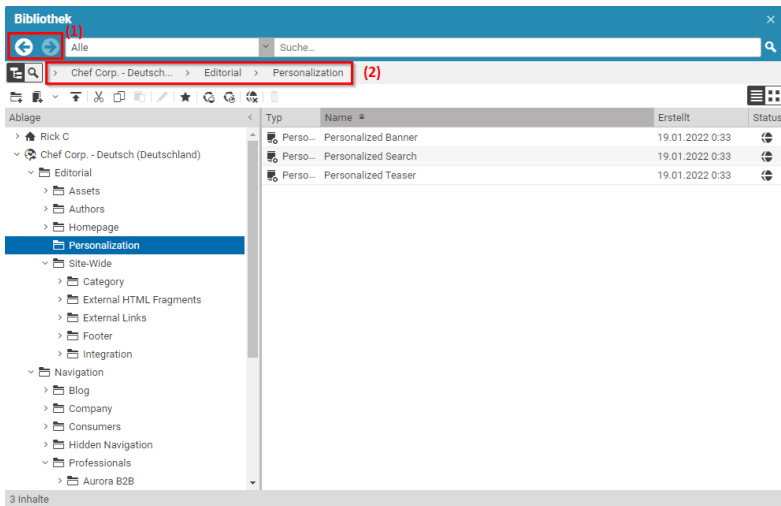 Bibliothek
(1)
Alle
Suche...
> Chef Corp. - Deutsch... > Editorial > Personalization (2)
Ablage
Typ Name Erstellt Status
Rick C
Chef Corp. - Deutsch (Deutschland)
Editorial
Assets
Authors
Homepage
Personalization
Site-Wide
Category
External HTML Fragments
External Links
Footer
Integration
Navigation
Blog
Company
Consumers
Hidden Navigation
Professionals
Aurora B2B
Perso... Personalized Banner 19.01.2022 0:33
Perso... Personalized Search 19.01.2022 0:33
Perso... Personalized Teaser 19.01.2022 0:33
3 Inhalte